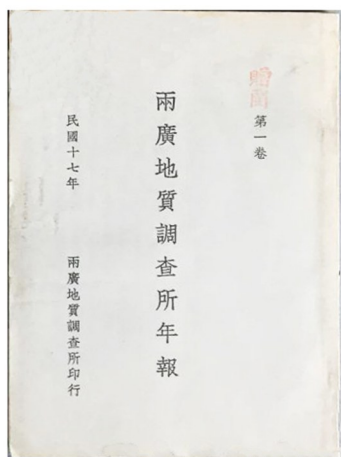 第一卷
兩廣地質調查所年報
民國十七年
兩廣地質調查所印行